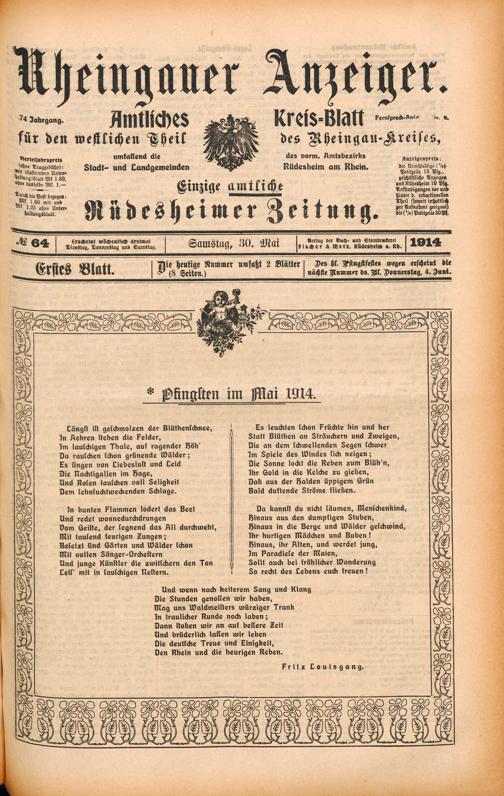 Rheingauer Anzeiger.
74 Jahrgang.
Amtliches Kreis-Blatt
für den westlichen Theil des Rheingau-Kreises,
umfassend die
Stadt- und Landgemeinden
des vorm. Amtsbezirks
Rüdesheim am Rhein.
Vierteljahrspreis
Anzeigenpreis:
Einzige amtliche
Rüdesheimer Zeitung.
№ 64
Erscheint wöchentlich dreimal
Dienstag, Donnerstag und Samstag.
Samstag, 30. Mai
Verlag der Buch- und Steindruckerei
Fischer & Metz, Rüdesheim a. Rh.
1914
Erstes Blatt.
Die heutige Nummer umfaßt 2 Blätter
(8 Seiten.)
Des hl. Pfingstfestes wegen erscheint die
nächste Nummer ds. Bl. Donnerstag, 4. Juni.
* Pfingsten im Mai 1914.
Längst ist geschmolzen der Blüthenschnee,
In Aehren stehen die Felder,
Im lauschigen Thale, auf ragender Höh'
Da rauschen schon grünende Wälder;
Es singen von Liebeslust und Leid
Die Nachtigallen im Hage,
Und Rosen lauschen voll Seligkeit
Dem sehnsuchtweckenden Schlage.
In bunten Flammen lodert das Beet
Und redet wonnedurchdrungen
Vom Geiste, der segnend das All durchweht,
Mit tausend feurigen Zungen;
Besetzt sind Gärten und Wälder schon
Mit vollen Sänger-Orchestern
Und junge Künstler die zwitschern den Ton
Leis' mit in lauschigen Nestern.
Es leuchten schon Früchte hin und her
Statt Blüthen an Sträuchern und Zweigen,
Die an dem schwellenden Segen schwer
Im Spiele des Windes sich neigen;
Die Sonne lockt die Reben zum Blüh'n,
Ihr Gold in die Kelche zu gießen,
Daß aus der Halden üppigem Grün
Bald duftende Ströme fließen.
Da kannst du nicht säumen, Menschenkind,
Hinaus aus den dumpfigen Stuben,
Hinaus in die Berge und Wälder geschwind,
Ihr hurtigen Mädchen und Buben!
Hinaus, ihr Alten, und werdet jung,
Im Paradiese der Maien,
Sollt auch bei fröhlicher Wanderung
So recht des Lebens euch freuen!
Und wenn nach heiterem Sang und Klang
Die Stunden genossen wir haben,
Mag uns Waldmeisters würziger Trank
In traulicher Runde noch laben;
Dann stoßen wir an auf bessere Zeit
Und brüderlich lassen wir leben
Die deutsche Treue und Einigkeit,
Den Rhein und die heurigen Reben.
Fritz Louisgang.